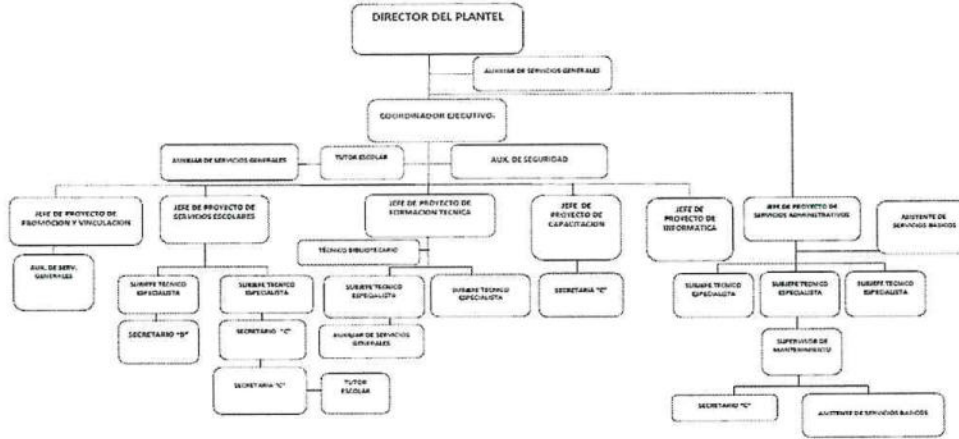 DIRECTOR DEL PLANTEL
AUXILIAR DE SERVICIOS GENERALES
COORDINADOR EJECUTIVO.
AUXILIAR DE SERVICIOS GENERALES
TUTOR ESCOLAR
AUX. DE SEGURIDAD
JEFE DE PROYECTO DE
PROMOCION Y VINCULACION
JEFE DE PROYECTO DE
SERVICIOS ESCOLARES
JEFE DE PROYECTO DE
FORMACION TECNICA
JEFE DE
PROYECTO DE
CAPACITACION
JEFE DE
PROYECTO DE
INFORMATICA
JEFE DE PROYECTO DE
SERVICIOS ADMINISTRATIVOS
ASISTENTE DE
SERVICIOS BASICOS
AUX. DE SERV.
GENERALES
TÉCNICO BIBLIOTECARIO
SUBJEFE TECNICO
ESPECIALISTA
SUBJEFE TECNICO
ESPECIALISTA
SUBJEFE TECNICO
ESPECIALISTA
SUBJEFE TECNICO
ESPECIALISTA
SECRETARIA "C"
SUBJEFE TECNICO
ESPECIALISTA
SUBJEFE TECNICO
ESPECIALISTA
SUBJEFE TECNICO
ESPECIALISTA
SECRETARIO "B"
SECRETARIO "C"
AUXILIAR DE SERVICIOS
GENERALES
SUPERVISOR DE
MANTENIMIENTO
SECRETARIA "C"
TUTOR
ESCOLAR
SECRETARIO "C"
ASISTENTE DE SERVICIOS BASICOS